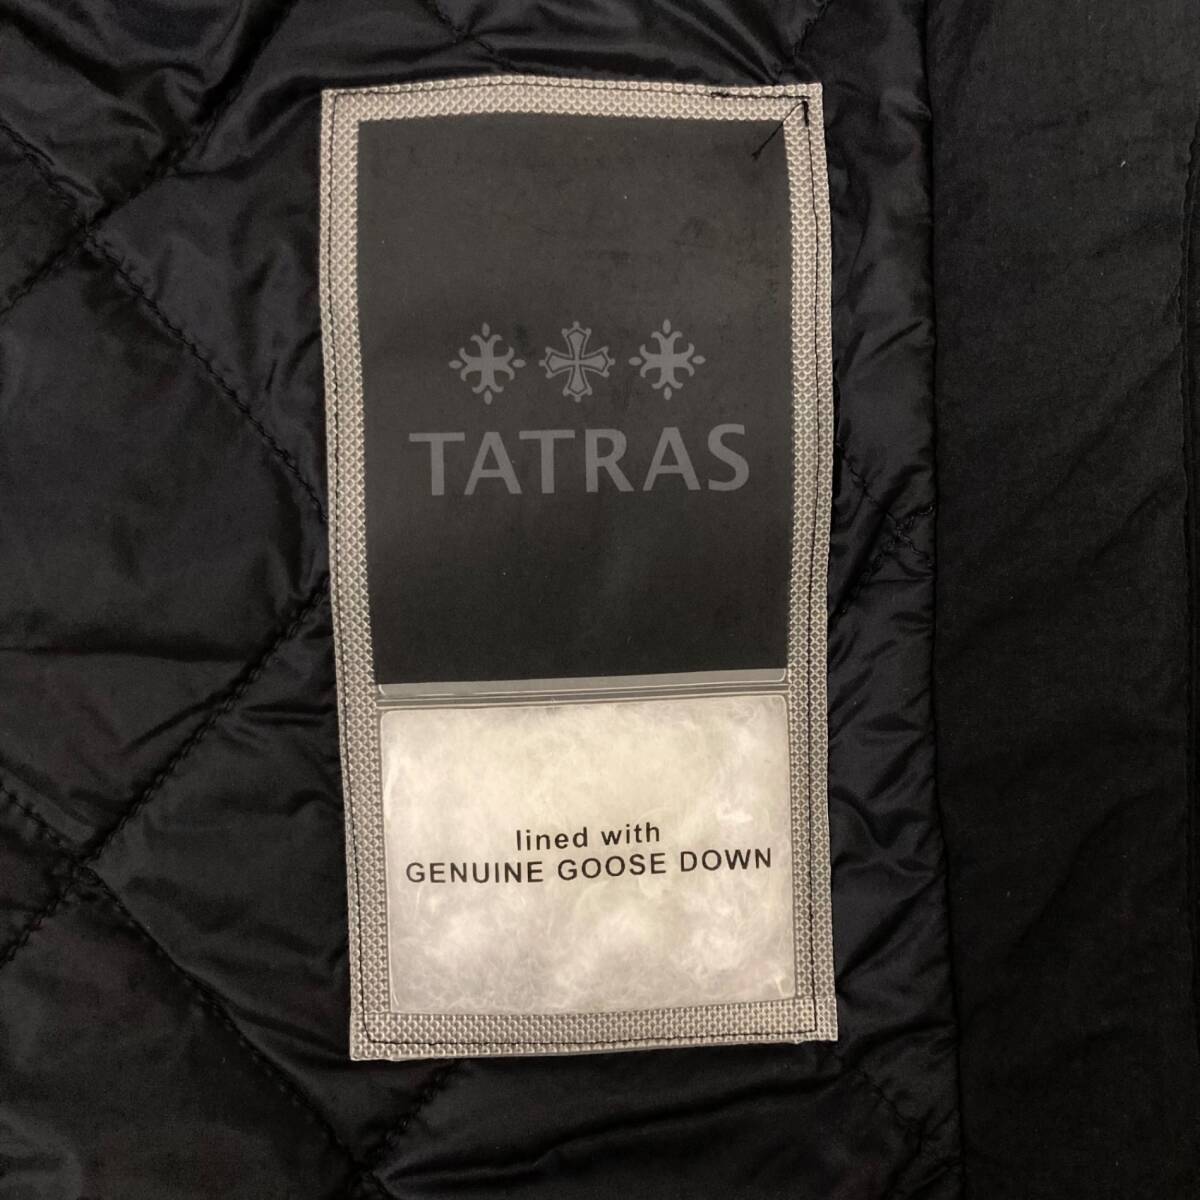 TATRAS
lined with
GENUINE GOOSE DOWN